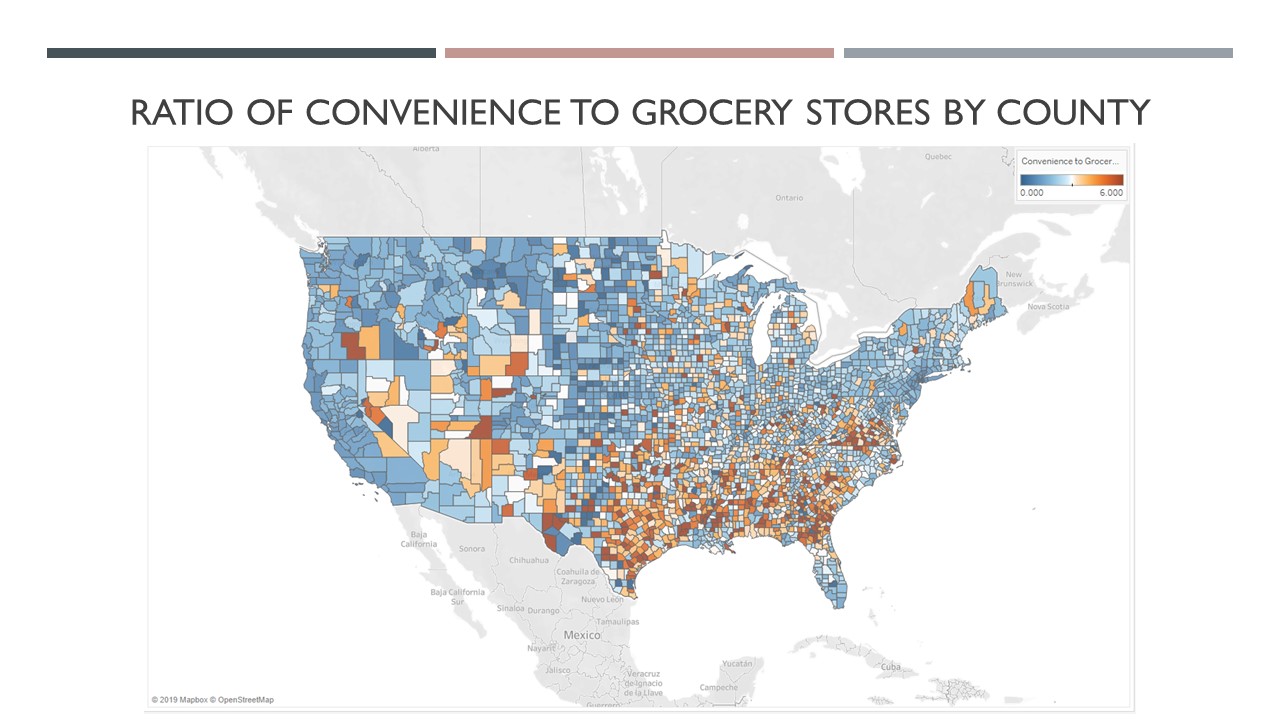 RATIO OF CONVENIENCE TO GROCERY STORES BY COUNTY
Alberta
Quebec
Ontario
Convenience to Grocer...
0.000
6.000
New
Brunswick
Nova Scotia
Baja
California
Sonora
Chihuahua
Coahuila de
Zaragoza
Baja California
Sur
Nuevo León
Sinaloa
Durango
Tamaulipas
Mexico
Nayarit
Jalisco
Veracruz
de Ignacio
de la Llave
Yucatán
Campeche
Cuba
Guerrero
© 2019 Mapbox © OpenStreetMap